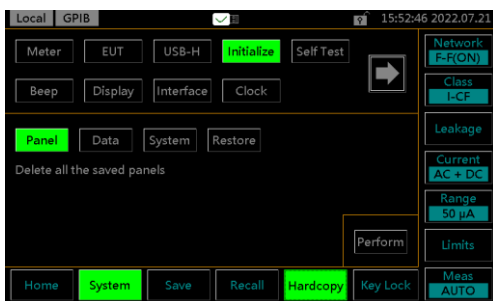 Local GPIB 15:52:46 2022.07.21
Meter EUT USB-H Initialize Self Test
Beep Display Interface Clock
Panel Data System Restore
Delete all the saved panels
Perform
Home System Save Recall Hardcopy Key Lock
Network
F-F(ON)
Class
I-CF
Leakage
Current
AC + DC
Range
50 µA
Limits
Meas
AUTO